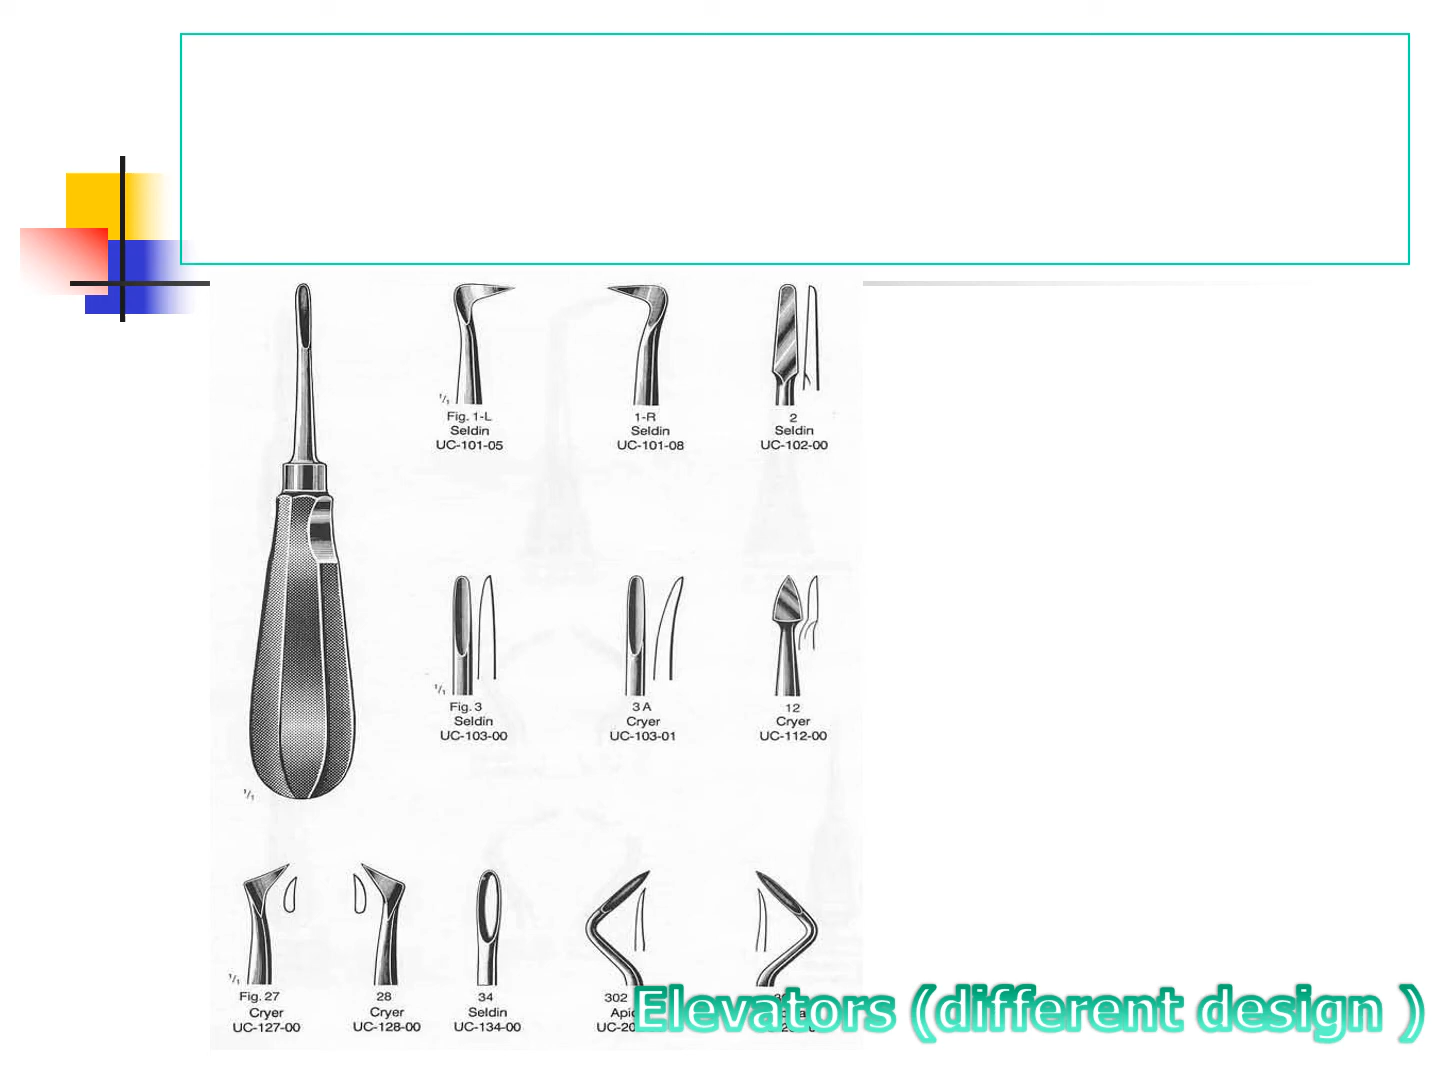 1/1
Fig. 1-L
Seldin
UC-101-05
1-R
Seldin
UC-101-08
2
Seldin
UC-102-00
1/1
Fig. 3
Seldin
UC-103-00
3 A
Cryer
UC-103-01
12
Cryer
UC-112-00
1/1
1/1
Fig. 27
Cryer
UC-127-00
28
Cryer
UC-128-00
34
Seldin
UC-134-00
302
Elevators (different design )